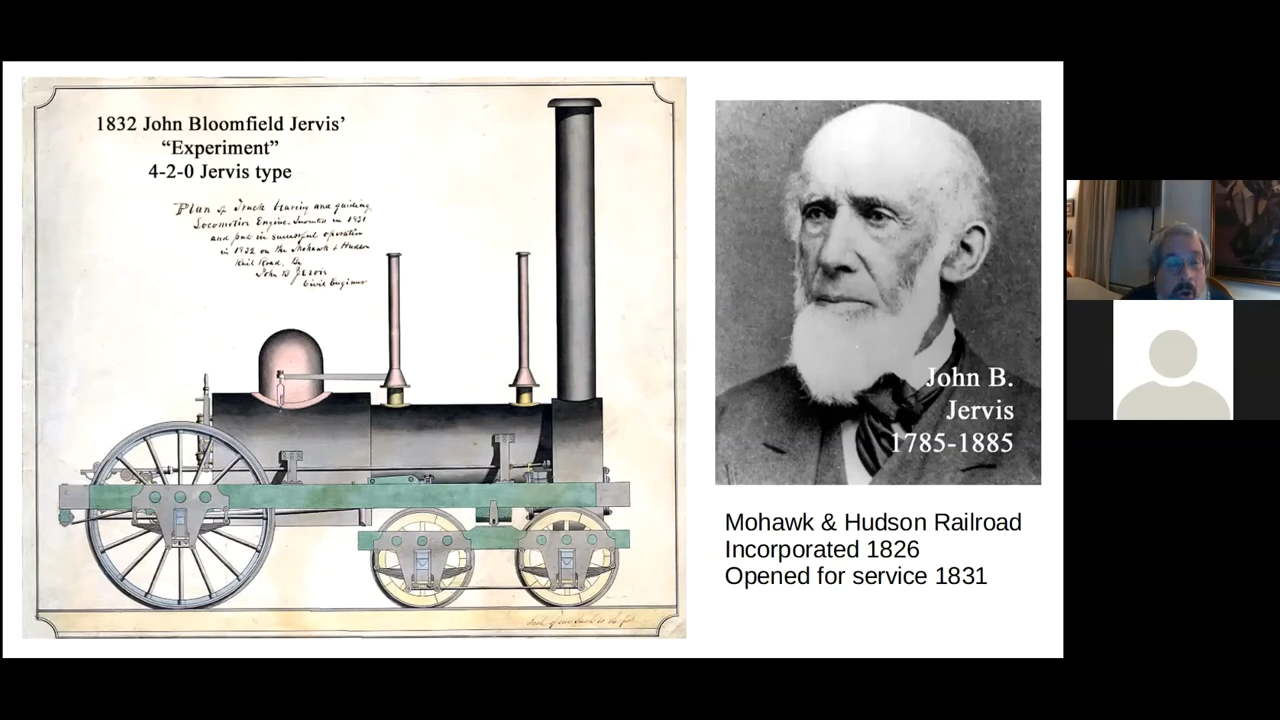 1832 John Bloomfield Jervis’
“Experiment”
4-2-0 Jervis type
Plan of Truck bearing and guiding
Locomotive Engine. Invented in 1831
and put in successful operation
in 1832 on the Mohawk & Hudson
Rail Road, By
John B Jervis
Civil Engineer
John B.
Jervis
1785-1885
Mohawk & Hudson Railroad
Incorporated 1826
Opened for service 1831